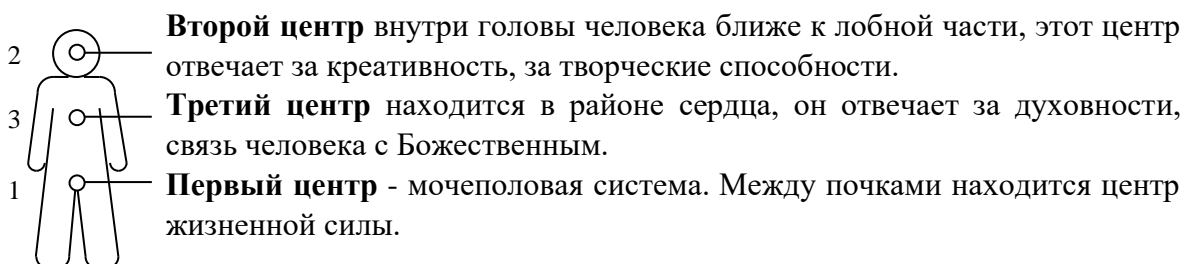 Второй центр внутри головы человека ближе к лобной части, этот центр
2
отвечает за креативность, за творческие способности.
Третий центр находится в районе сердца, он отвечает за духовности,
3
связь человека с Божественным.
Первый центр - мочеполовая система. Между почками находится центр
1
жизненной силы.